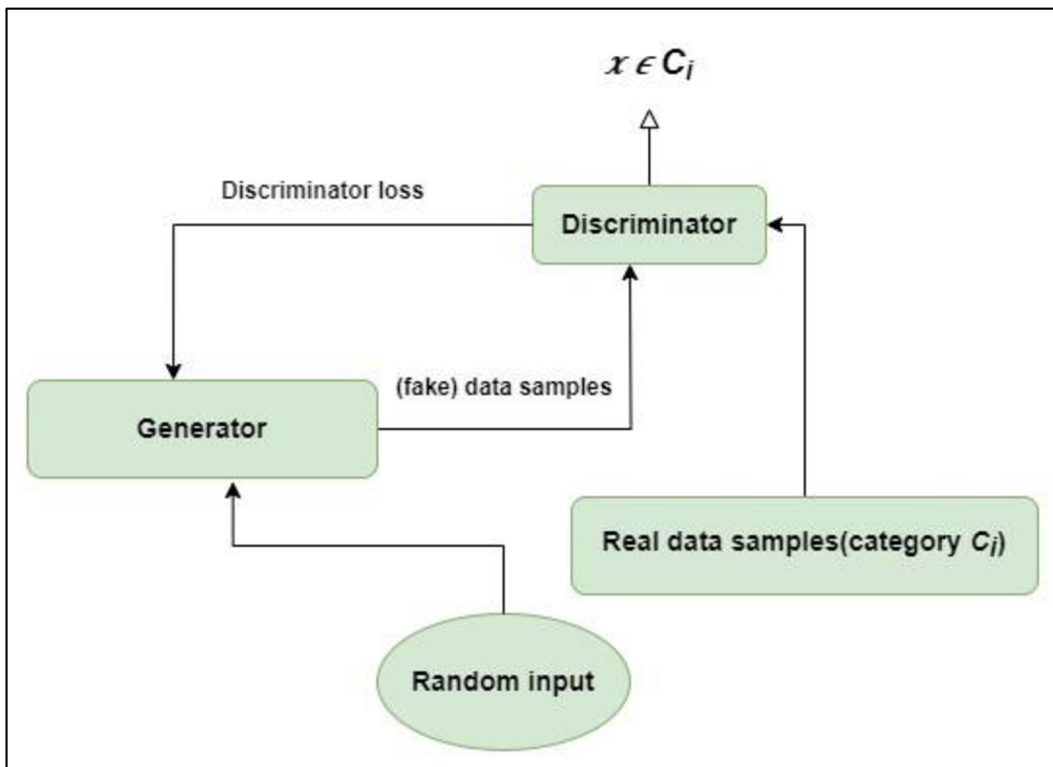 x ϵ Cᵢ
Discriminator loss
Discriminator
(fake) data samples
Generator
Real data samples(category Cᵢ)
Random input